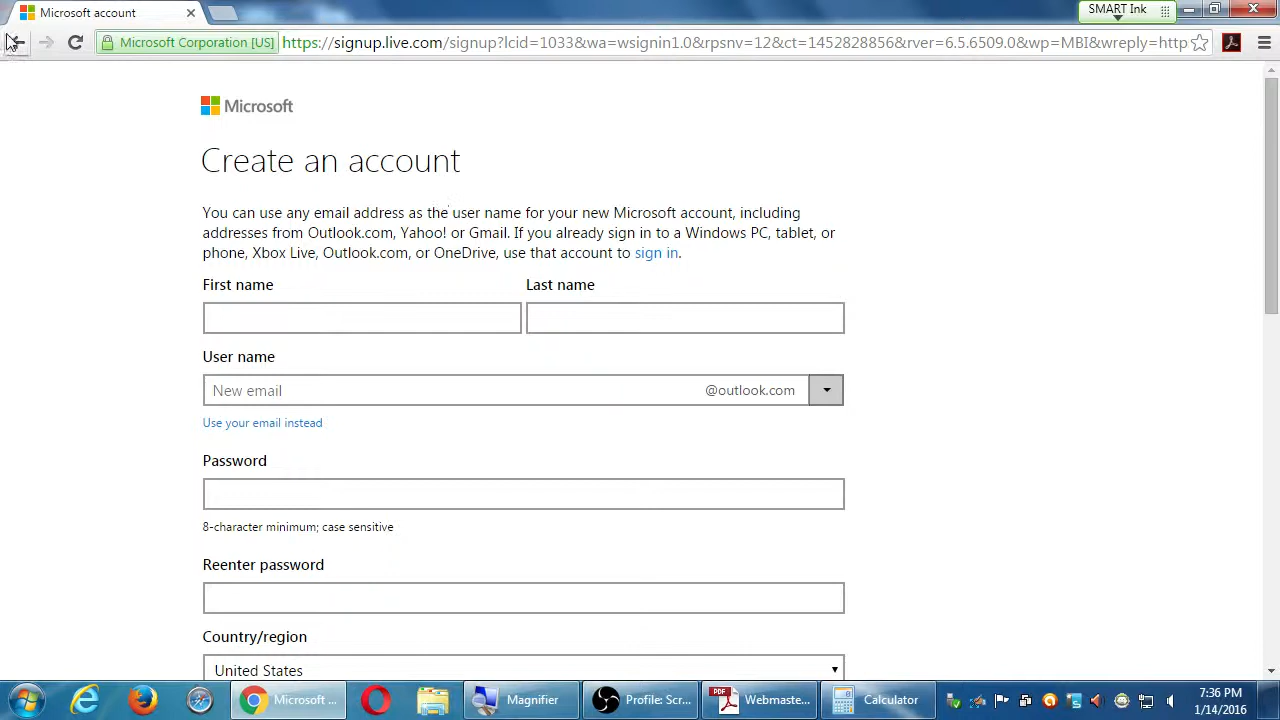 Microsoft account
SMART Ink
Microsoft Corporation [US]
https://signup.live.com/signup?lcid=1033&wa=wsignin1.0&rpsnv=12&ct=1452828856&rver=6.5.6509.0&wp=MBI&wreply=http
Microsoft
Create an account
You can use any email address as the user name for your new Microsoft account, including
addresses from Outlook.com, Yahoo! or Gmail. If you already sign in to a Windows PC, tablet, or
phone, Xbox Live, Outlook.com, or OneDrive, use that account to sign in.
First name Last name
User name
New email @outlook.com
Use your email instead
Password
8-character minimum; case sensitive
Reenter password
Country/region
United States
Microsoft ... Magnifier Profile: Scr... PDF Webmaste... Calculator
7:36 PM
1/14/2016